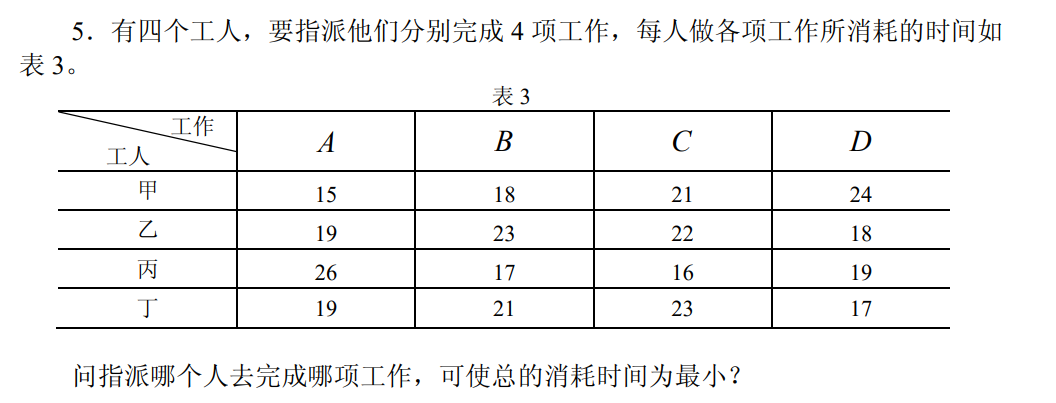 5．有四个工人，要指派他们分别完成 4 项工作，每人做各项工作所消耗的时间如
表 3。
表 3
工作
工人
A B C D
甲 15 18 21 24
乙 19 23 22 18
丙 26 17 16 19
丁 19 21 23 17
问指派哪个人去完成哪项工作，可使总的消耗时间为最小？